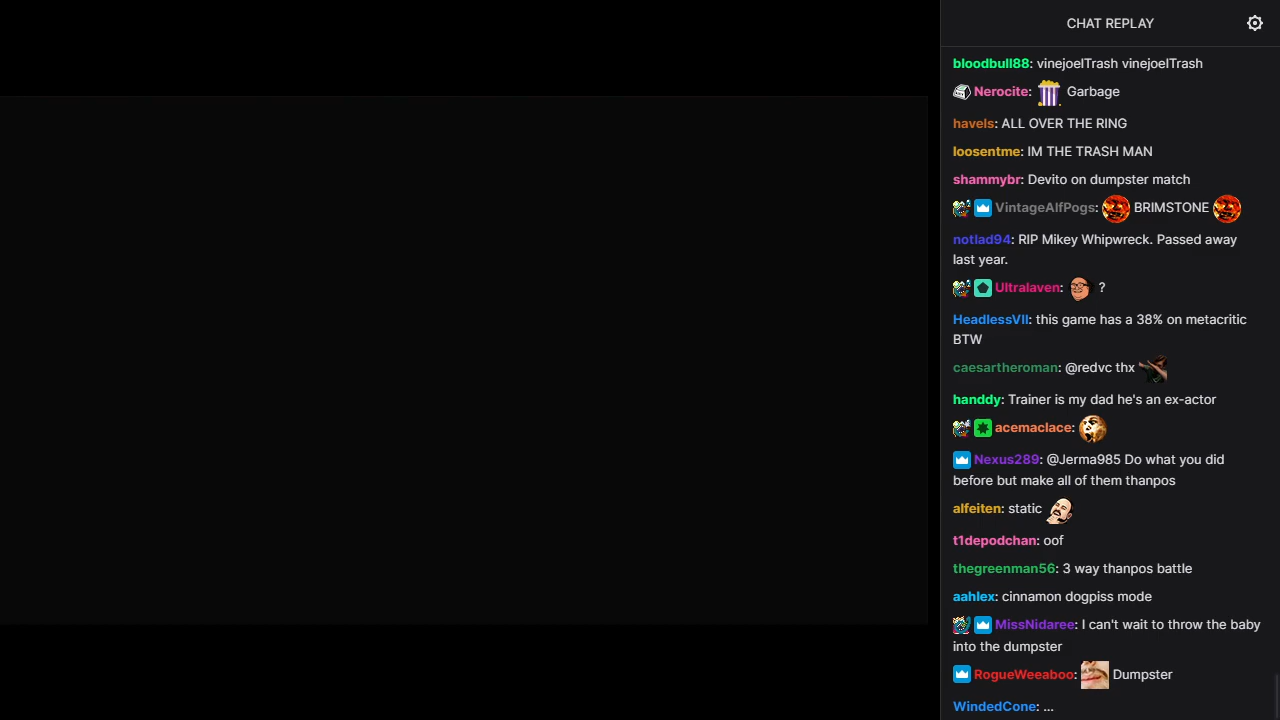 CHAT REPLAY
bloodbull88: vinejoelTrash vinejoelTrash
Nerocite: Garbage
havels: ALL OVER THE RING
loosentme: IM THE TRASH MAN
shammybr: Devito on dumpster match
VintageAlfPogs: BRIMSTONE
notlad94: RIP Mikey Whipwreck. Passed away
last year.
Ultralaven: ?
HeadlessVII: this game has a 38% on metacritic
BTW
caesartheroman: @redvc thx
handdy: Trainer is my dad he's an ex-actor
acemaclace:
Nexus289: @Jerma985 Do what you did
before but make all of them thanpos
alfeiten: static
t1depodchan: oof
thegreenman56: 3 way thanpos battle
aahlex: cinnamon dogpiss mode
MissNidaree: I can't wait to throw the baby
into the dumpster
RogueWeeaboo: Dumpster
WindedCone: ...